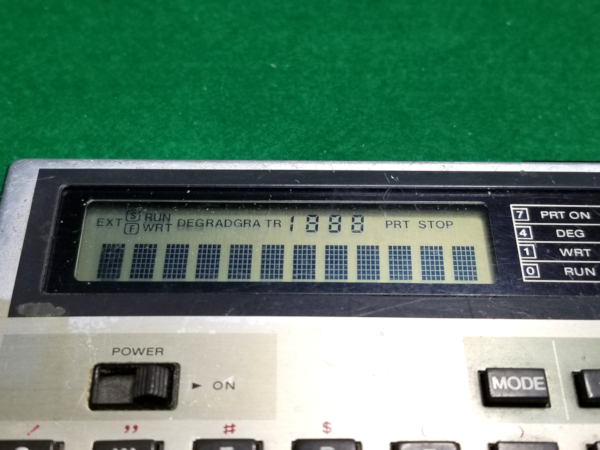 EXT S RUN DEGRADGRA TR 1888 PRT STOP
F WRT
7 PRT ON
4 DEG
1 WRT
0 RUN
POWER
► ON
MODE
! " # $ )